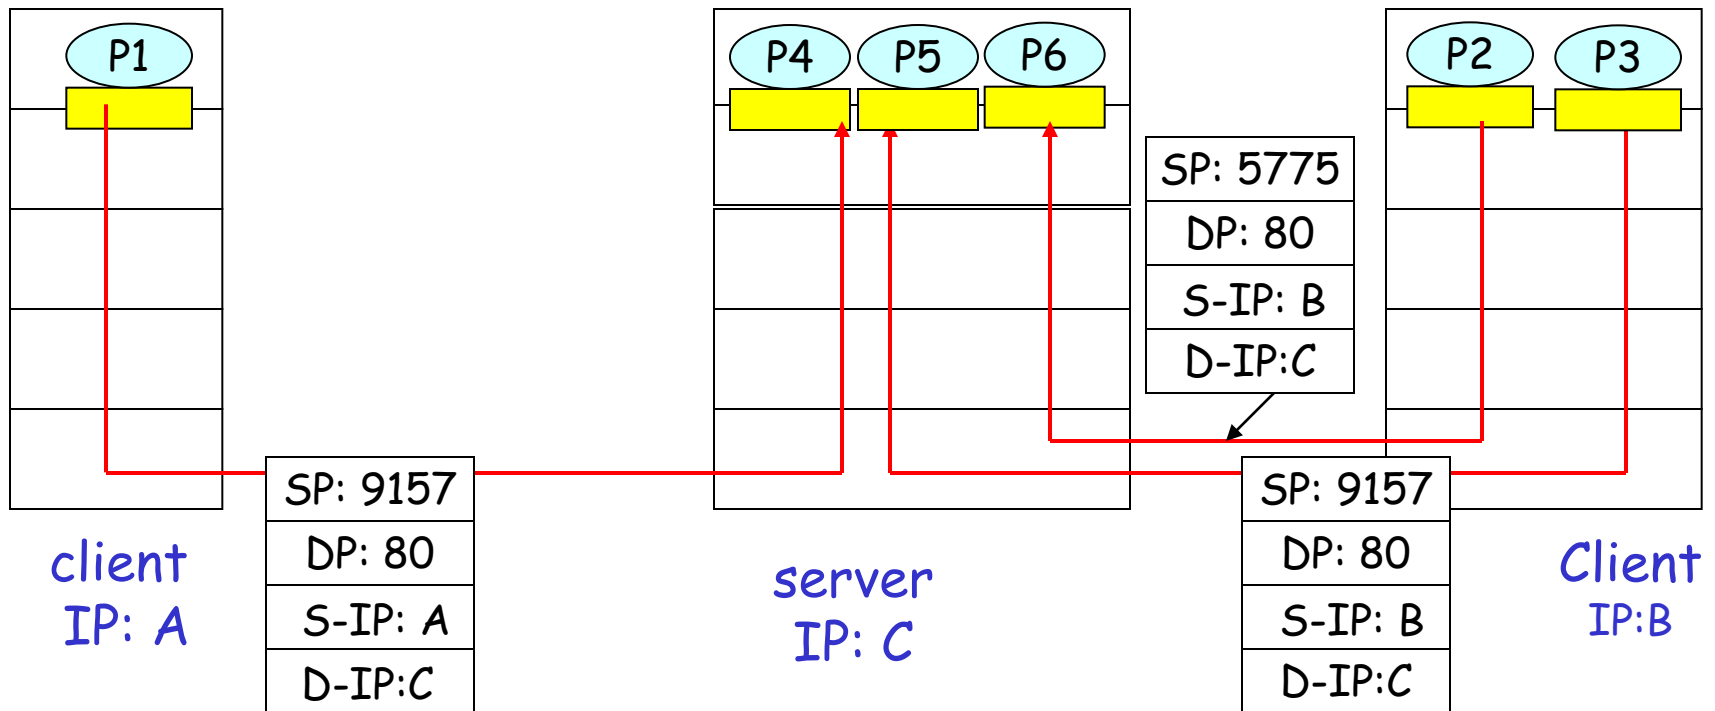 P1
P4
P5
P6
P2
P3
SP: 5775
DP: 80
S-IP: B
D-IP:C
SP: 9157
DP: 80
S-IP: A
D-IP:C
SP: 9157
DP: 80
S-IP: B
D-IP:C
client
IP: A
server
IP: C
Client
IP:B